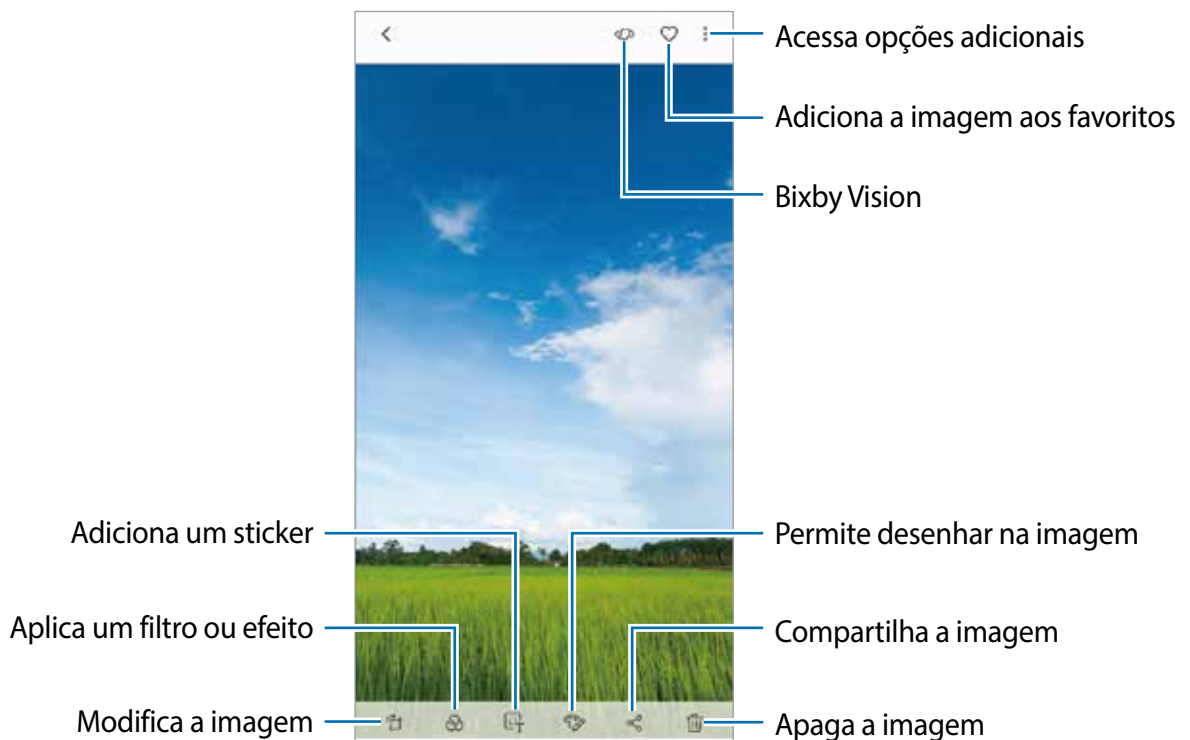 Acessa opções adicionais
Adiciona a imagem aos favoritos
Bixby Vision
Adiciona um sticker
Permite desenhar na imagem
Aplica um filtro ou efeito
Compartilha a imagem
Modifica a imagem
Apaga a imagem